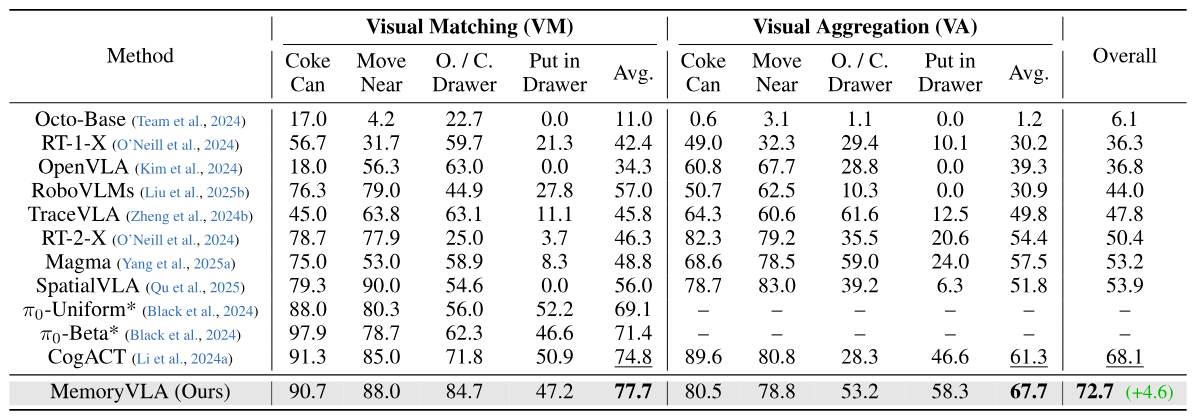 Method | Visual Matching (VM) | Visual Aggregation (VA) | Overall
Coke Can | Move Near | O. / C. Drawer | Put in Drawer | Avg. | Coke Can | Move Near | O. / C. Drawer | Put in Drawer | Avg.
Octo-Base (Team et al., 2024) | 17.0 | 4.2 | 22.7 | 0.0 | 11.0 | 0.6 | 3.1 | 1.1 | 0.0 | 1.2 | 6.1
RT-1-X (O'Neill et al., 2024) | 56.7 | 31.7 | 59.7 | 21.3 | 42.4 | 49.0 | 32.3 | 29.4 | 10.1 | 30.2 | 36.3
OpenVLA (Kim et al., 2024) | 18.0 | 56.3 | 63.0 | 0.0 | 34.3 | 60.8 | 67.7 | 28.8 | 0.0 | 39.3 | 36.8
RoboVLMs (Liu et al., 2025b) | 76.3 | 79.0 | 44.9 | 27.8 | 57.0 | 50.7 | 62.5 | 10.3 | 0.0 | 30.9 | 44.0
TraceVLA (Zheng et al., 2024b) | 45.0 | 63.8 | 63.1 | 11.1 | 45.8 | 64.3 | 60.6 | 61.6 | 12.5 | 49.8 | 47.8
RT-2-X (O'Neill et al., 2024) | 78.7 | 77.9 | 25.0 | 3.7 | 46.3 | 82.3 | 79.2 | 35.5 | 20.6 | 54.4 | 50.4
Magma (Yang et al., 2025a) | 75.0 | 53.0 | 58.9 | 8.3 | 48.8 | 68.6 | 78.5 | 59.0 | 24.0 | 57.5 | 53.2
SpatialVLA (Qu et al., 2025) | 79.3 | 90.0 | 54.6 | 0.0 | 56.0 | 78.7 | 83.0 | 39.2 | 6.3 | 51.8 | 53.9
π₀-Uniform* (Black et al., 2024) | 88.0 | 80.3 | 56.0 | 52.2 | 69.1 | – | – | – | – | – | –
π₀-Beta* (Black et al., 2024) | 97.9 | 78.7 | 62.3 | 46.6 | 71.4 | – | – | – | – | – | –
CogACT (Li et al., 2024a) | 91.3 | 85.0 | 71.8 | 50.9 | 74.8 | 89.6 | 80.8 | 28.3 | 46.6 | 61.3 | 68.1
MemoryVLA (Ours) | 90.7 | 88.0 | 84.7 | 47.2 | 77.7 | 80.5 | 78.8 | 53.2 | 58.3 | 67.7 | 72.7 (+4.6)